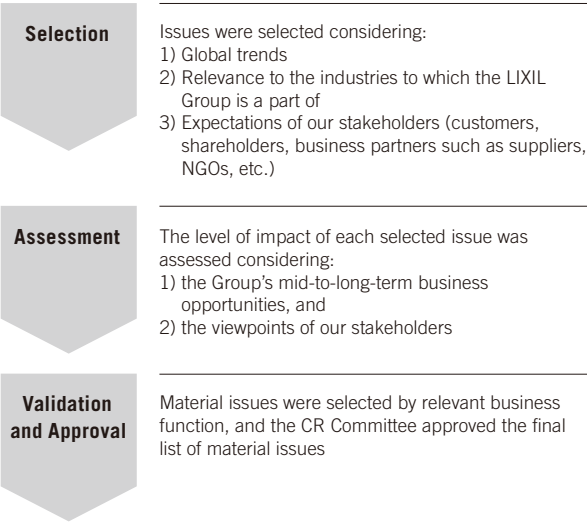 Selection
Issues were selected considering:
1) Global trends
2) Relevance to the industries to which the LIXIL
Group is a part of
3) Expectations of our stakeholders (customers,
shareholders, business partners such as suppliers,
NGOs, etc.)
Assessment
The level of impact of each selected issue was
assessed considering:
1) the Group's mid-to-long-term business
opportunities, and
2) the viewpoints of our stakeholders
Validation
and Approval
Material issues were selected by relevant business
function, and the CR Committee approved the final
list of material issues